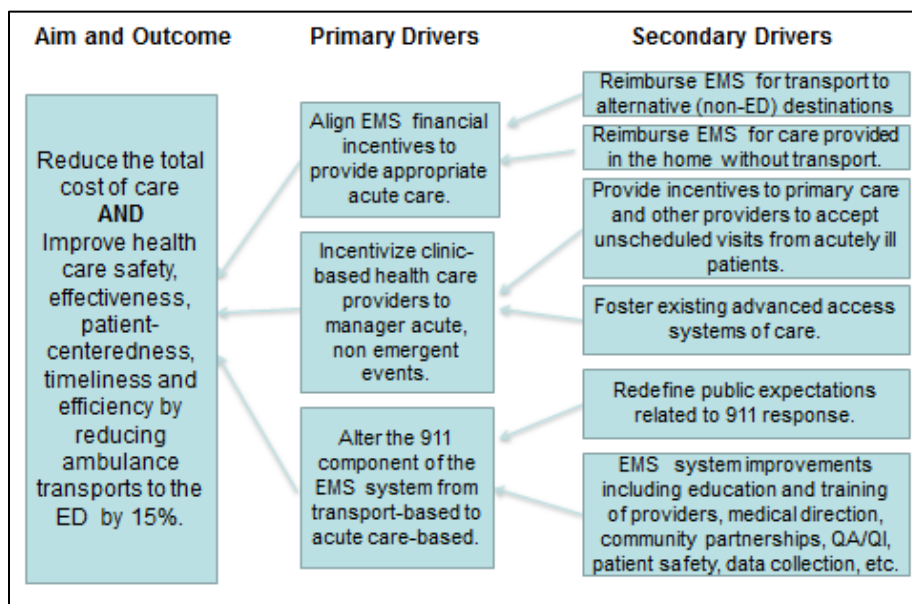 Aim and Outcome
Primary Drivers
Secondary Drivers
Reduce the total
cost of care
AND
Improve health
care safety,
effectiveness,
patient-
centeredness,
timeliness and
efficiency by
reducing
ambulance
transports to the
ED by 15%.
Align EMS financial
incentives to
provide appropriate
acute care.
Incentivize clinic-
based health care
providers to
manager acute,
non emergent
events.
Alter the 911
component of the
EMS system from
transport-based to
acute care-based.
Reimburse EMS for transport to
alternative (non-ED) destinations
Reimburse EMS for care provided
in the home without transport.
Provide incentives to primary care
and other providers to accept
unscheduled visits from acutely ill
patients.
Foster existing advanced access
systems of care.
Redefine public expectations
related to 911 response.
EMS system improvements
including education and training
of providers, medical direction,
community partnerships, QA/QI,
patient safety, data collection, etc.